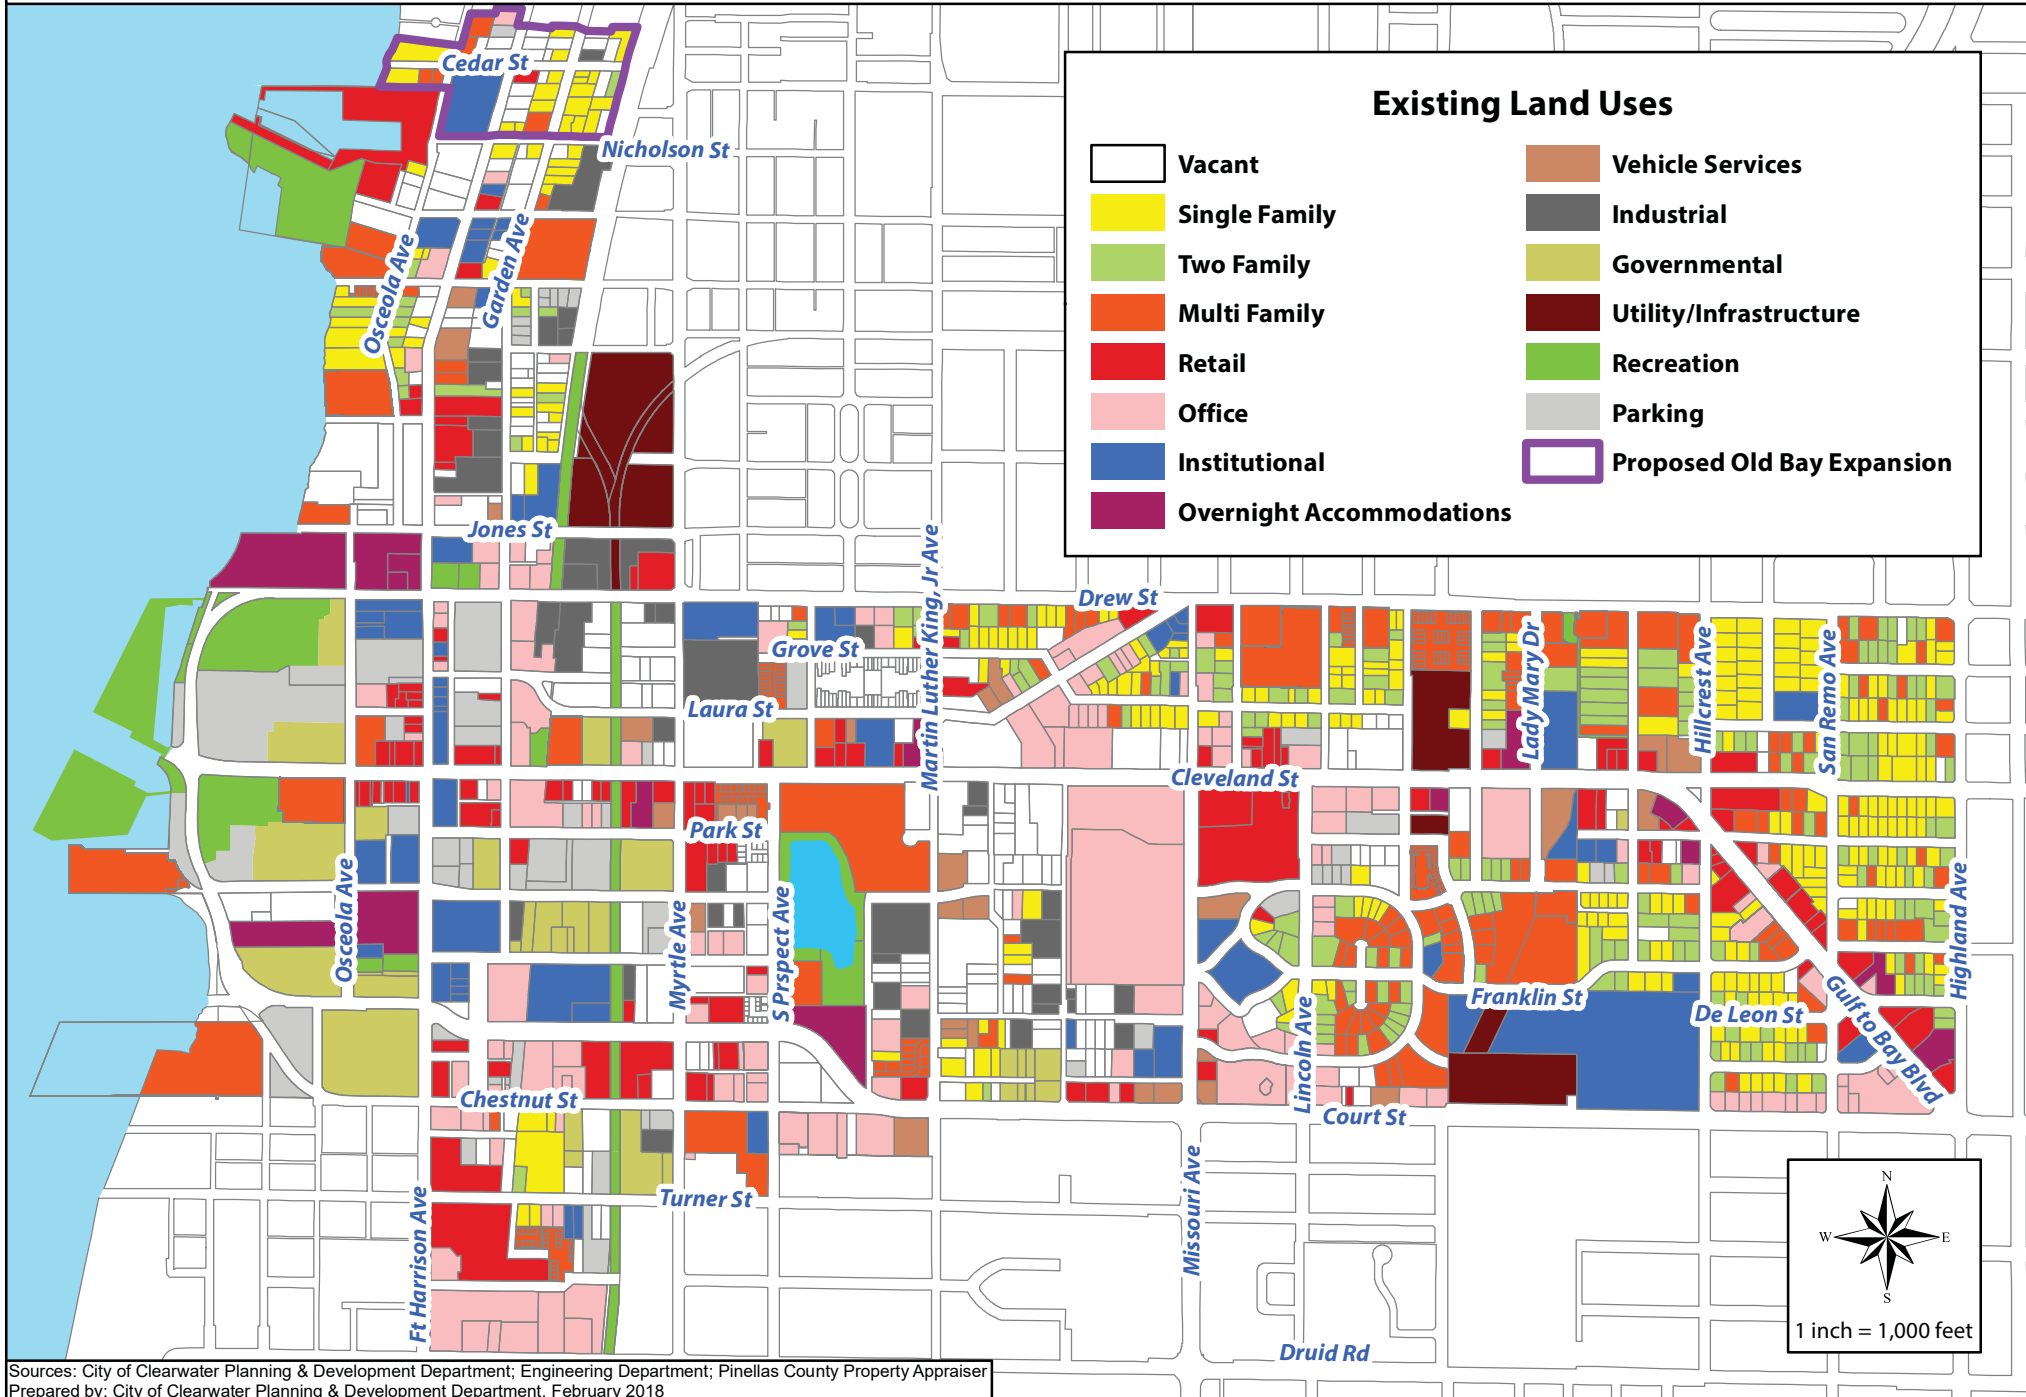 Cedar St
Nicholson St
Existing Land Uses
Vacant
Single Family
Two Family
Multi Family
Retail
Office
Institutional
Overnight Accommodations
Vehicle Services
Industrial
Governmental
Utility/Infrastructure
Recreation
Parking
Proposed Old Bay Expansion
Osceola Ave
Garden Ave
Jones St
Martin Luther King, Jr Ave
Drew St
Grove St
Laura St
Lady Mary Dr
Hillcrest Ave
San Remo Ave
Cleveland St
Park St
Osceola Ave
Myrtle Ave
S Prspect Ave
Highland Ave
Franklin St
De Leon St
Gulf to Bay Blvd
Lincoln Ave
Chestnut St
Court St
Turner St
Ft Harrison Ave
Missouri Ave
Druid Rd
N
W
E
S
1 inch = 1,000 feet
Sources: City of Clearwater Planning & Development Department; Engineering Department; Pinellas County Property Appraiser
Prepared by: City of Clearwater Planning & Development Department, February 2018